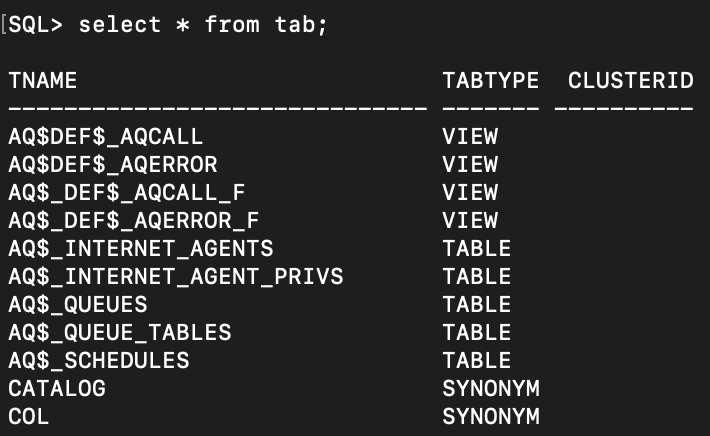 [SQL> select * from tab;
TNAME TABTYPE CLUSTERID
------------------------------ ------- ----------
AQ$DEF$_AQCALL VIEW
AQ$DEF$_AQERROR VIEW
AQ$_DEF$_AQCALL_F VIEW
AQ$_DEF$_AQERROR_F VIEW
AQ$_INTERNET_AGENTS TABLE
AQ$_INTERNET_AGENT_PRIVS TABLE
AQ$_QUEUES TABLE
AQ$_QUEUE_TABLES TABLE
AQ$_SCHEDULES TABLE
CATALOG SYNONYM
COL SYNONYM